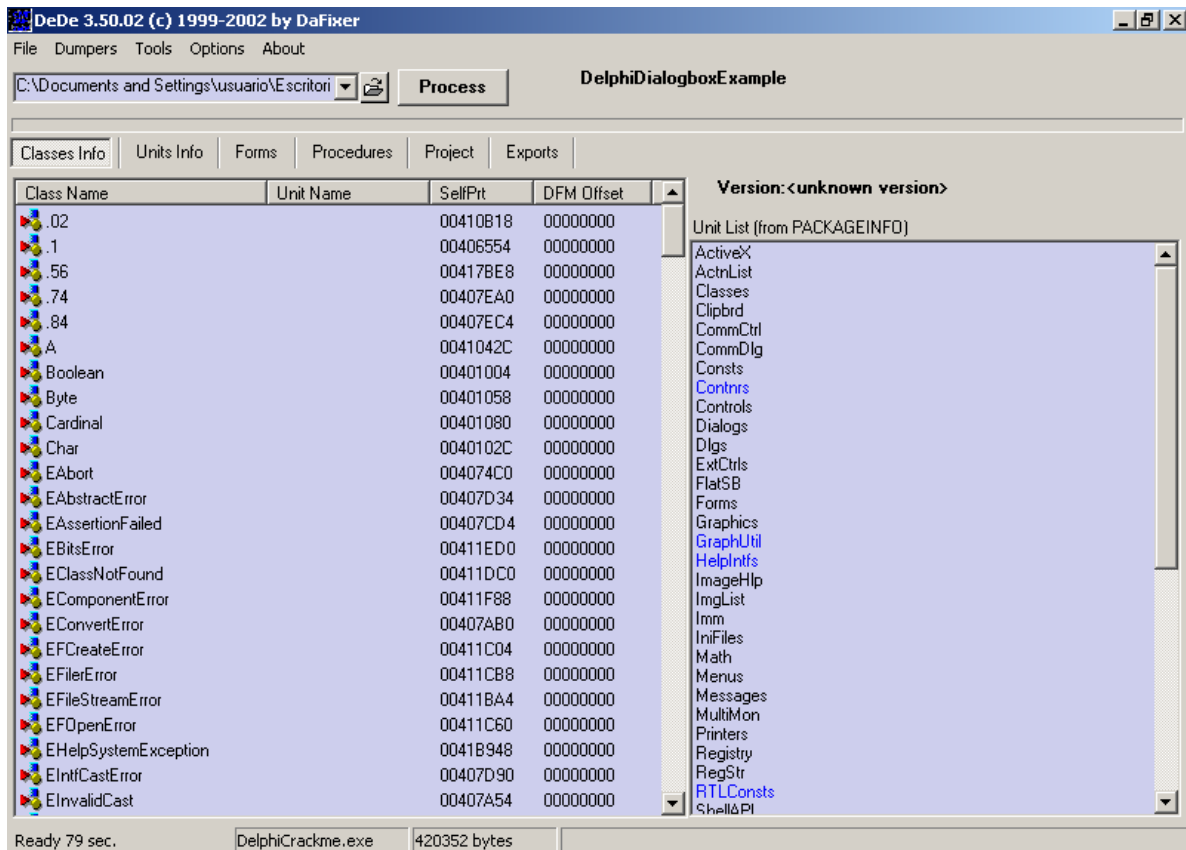 DeDe 3.50.02 (c) 1999-2002 by DaFixer
File Dumpers Tools Options About
C:\Documents and Settings\usuario\Escritori Process DelphiDialogboxExample
Classes Info Units Info Forms Procedures Project Exports
Class Name Unit Name SelfPrt DFM Offset
.02 00410B18 00000000
.1 00406554 00000000
.56 00417BE8 00000000
.74 00407EA0 00000000
.84 00407EC4 00000000
A 0041042C 00000000
Boolean 00401004 00000000
Byte 00401058 00000000
Cardinal 00401080 00000000
Char 0040102C 00000000
EAbort 004074C0 00000000
EAbstractError 00407D34 00000000
EAssertionFailed 00407CD4 00000000
EBitsError 00411ED0 00000000
EClassNotFound 00411DC0 00000000
EComponentError 00411F88 00000000
EConvertError 00407AB0 00000000
EFCreateError 00411C04 00000000
EFilerError 00411CB8 00000000
EFileStreamError 00411BA4 00000000
EFOpenError 00411C60 00000000
EHelpSystemException 0041B948 00000000
EIntfCastError 00407D90 00000000
EInvalidCast 00407A54 00000000
Version:<unknown version>
Unit List (from PACKAGEINFO)
ActiveX
ActnList
Classes
Clipbrd
CommCtrl
CommDlg
Consts
Contnrs
Controls
Dialogs
Dlgs
ExtCtrls
FlatSB
Forms
Graphics
GraphUtil
HelpIntfs
ImageHlp
ImgList
Imm
IniFiles
Math
Menus
Messages
MultiMon
Printers
Registry
RegStr
RTLConsts
ShellAPI
Ready 79 sec. DelphiCrackme.exe 420352 bytes